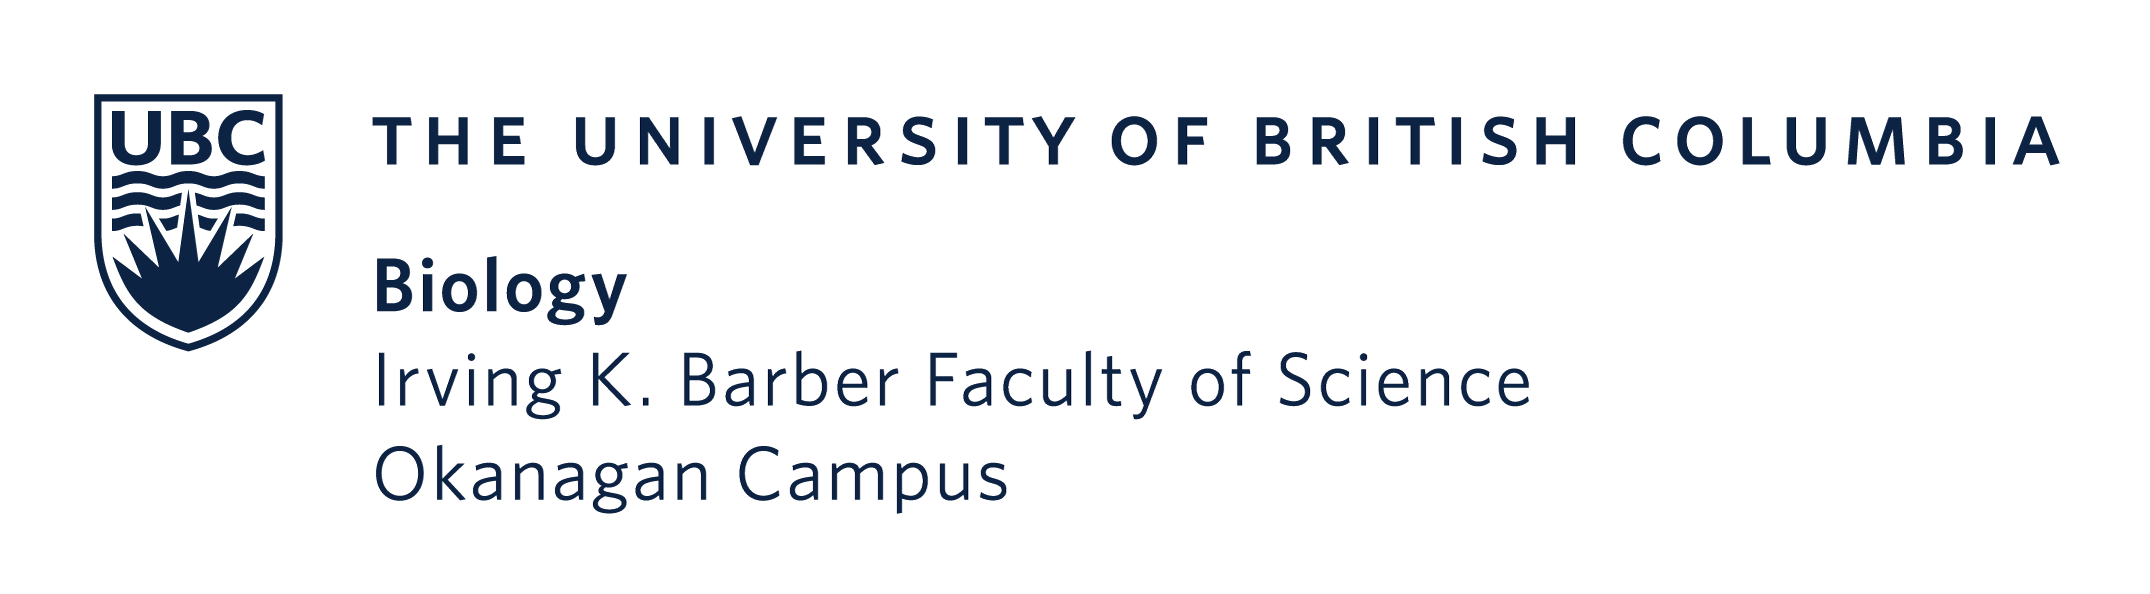 UBC
THE UNIVERSITY OF BRITISH COLUMBIA
Biology
Irving K. Barber Faculty of Science
Okanagan Campus